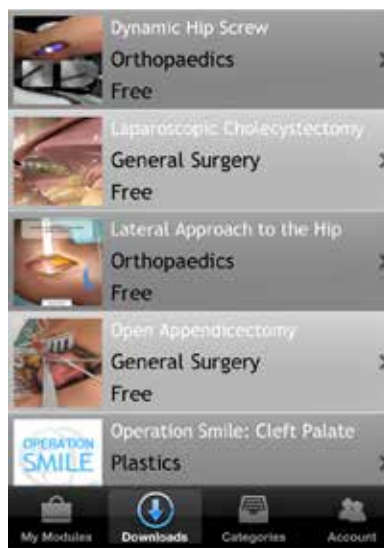 Dynamic Hip Screw
Orthopaedics
Free
Laparoscopic Cholecystectomy
General Surgery
Free
Lateral Approach to the Hip
Orthopaedics
Free
Open Appendicectomy
General Surgery
Free
OPERATION
SMILE
Operation Smile: Cleft Palate
Plastics
My Modules
Downloads
Categories
Account